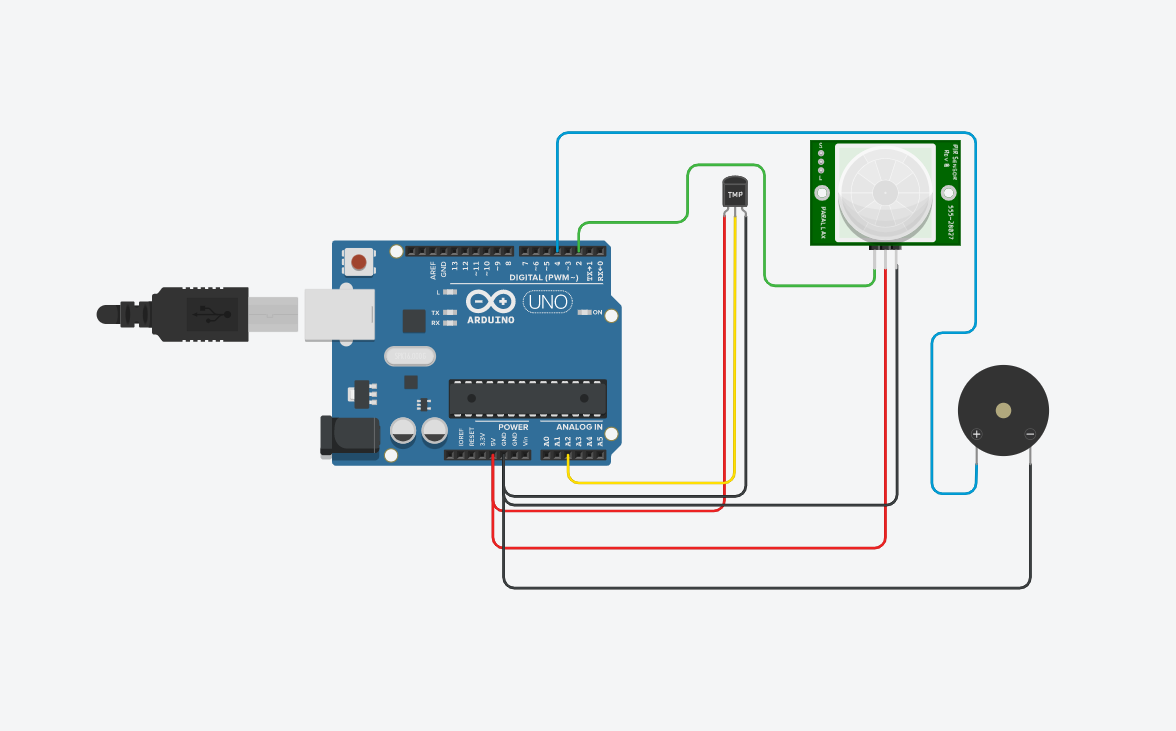 PIR Sensor
Rev B
555-28027
PARALLAX
S
L
TMP
AREF
GND
13
12
~11
~10
~9
8
7
~6
~5
4
~3
2
TX→1
RX←0
DIGITAL (PWM~)
L
TX
RX
UNO
ARDUINO
ON
POWER
ANALOG IN
IOREF
RESET
3.3V
5V
GND
GND
Vin
A0
A1
A2
A3
A4
A5
+
−